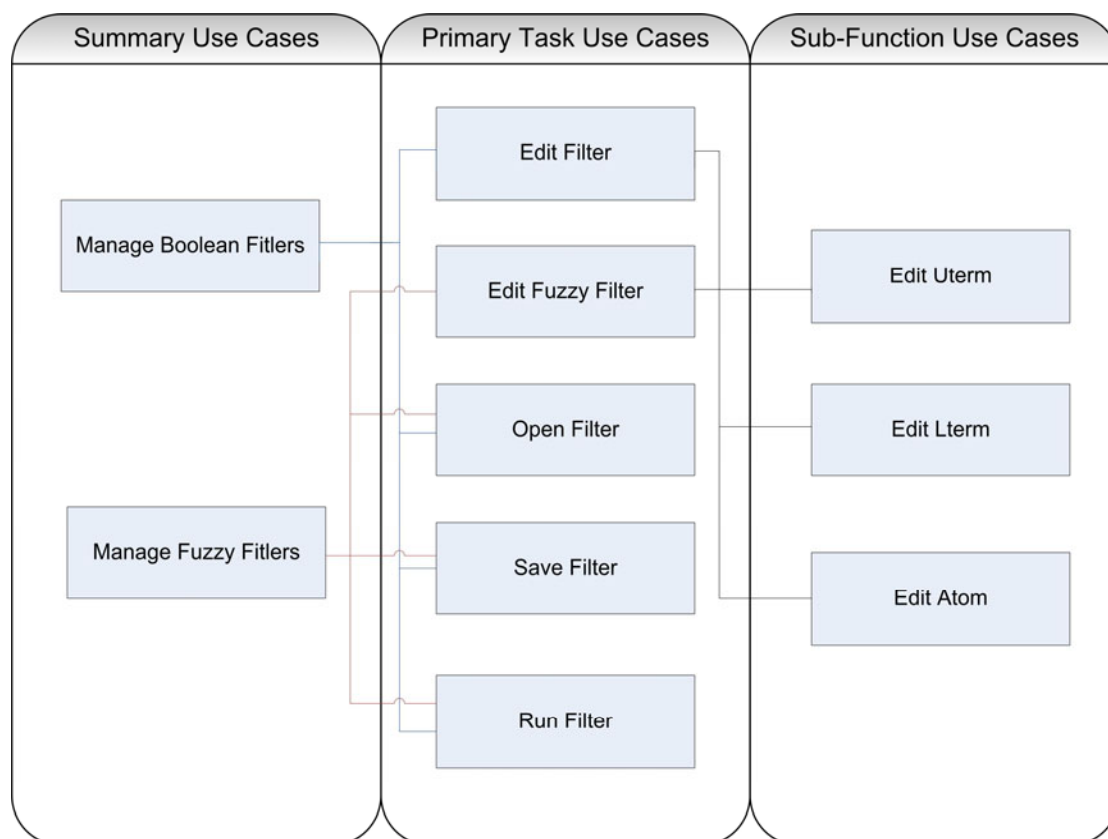 Summary Use Cases
Primary Task Use Cases
Sub-Function Use Cases
Manage Boolean Fitlers
Manage Fuzzy Fitlers
Edit Filter
Edit Fuzzy Filter
Open Filter
Save Filter
Run Filter
Edit Uterm
Edit Lterm
Edit Atom